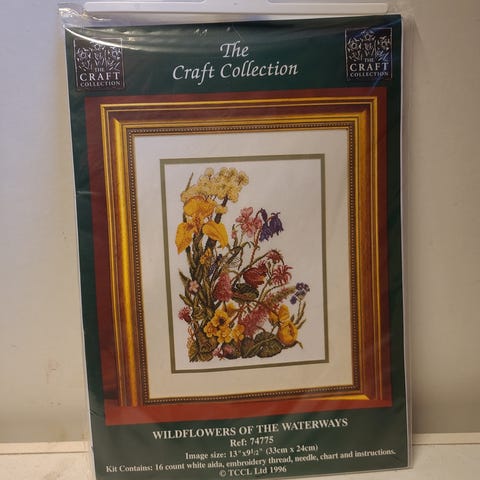 THE
CRAFT
COLLECTION
The
Craft Collection
THE
CRAFT
COLLECTION
WILDFLOWERS OF THE WATERWAYS
Ref: 74775
Image size: 13"x9½" (33cm x 24cm)
Kit Contains: 16 count white aida, embroidery thread, needle, chart and instructions.
© TCCL Ltd 1996